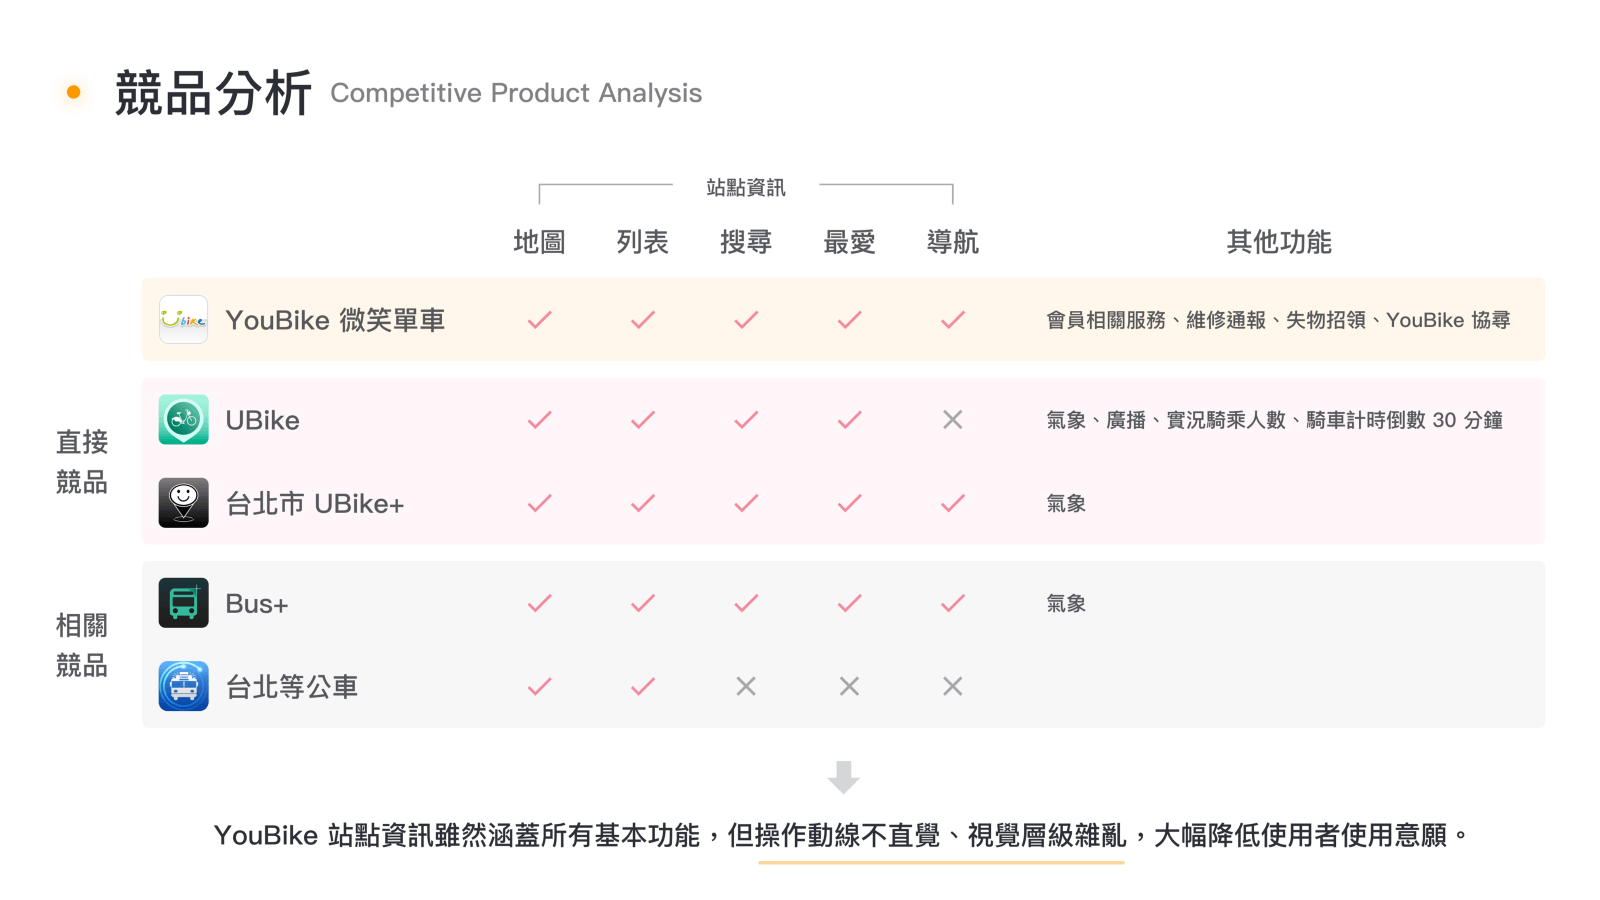 競品分析 Competitive Product Analysis
站點資訊
地圖 列表 搜尋 最愛 導航 其他功能
Ubike YouBike 微笑單車 ✓ ✓ ✓ ✓ ✓ 會員相關服務、維修通報、失物招領、YouBike 協尋
直接
競品
UBike ✓ ✓ ✓ ✓ ✕ 氣象、廣播、實況騎乘人數、騎車計時倒數 30 分鐘
台北市 UBike+ ✓ ✓ ✓ ✓ ✓ 氣象
相關
競品
Bus+ ✓ ✓ ✓ ✓ ✓ 氣象
台北等公車 ✓ ✓ ✕ ✕ ✕
YouBike 站點資訊雖然涵蓋所有基本功能，但操作動線不直覺、視覺層級雜亂，大幅降低使用者使用意願。